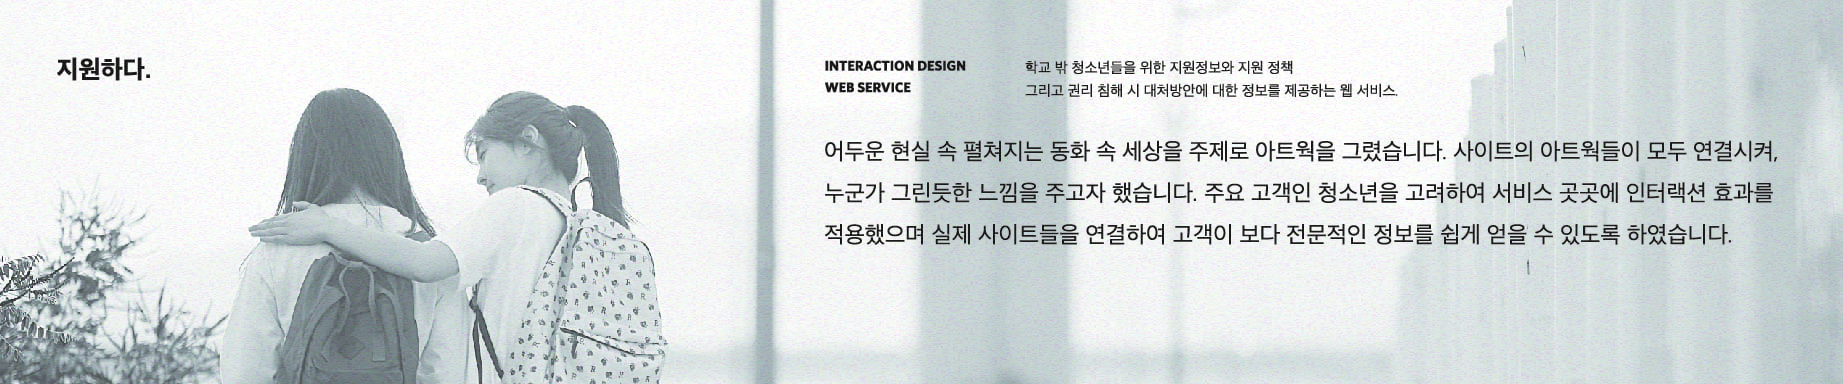 지원하다.
INTERACTION DESIGN
WEB SERVICE
학교 밖 청소년들을 위한 지원정보와 지원 정책
그리고 권리 침해 시 대처방안에 대한 정보를 제공하는 웹 서비스.
어두운 현실 속 펼쳐지는 동화 속 세상을 주제로 아트웍을 그렸습니다. 사이트의 아트웍들이 모두 연결시켜,
누군가 그린듯한 느낌을 주고자 했습니다. 주요 고객인 청소년을 고려하여 서비스 곳곳에 인터랙션 효과를
적용했으며 실제 사이트들을 연결하여 고객이 보다 전문적인 정보를 쉽게 얻을 수 있도록 하였습니다.